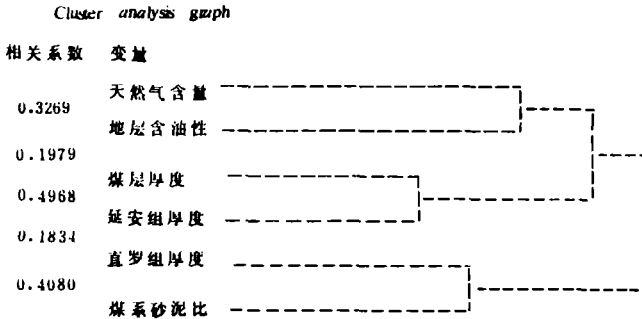 Cluster analysis graph
相关系数 变量
天然气含量
0.3269
地层含油性
0.1979
煤层厚度
0.4968
延安组厚度
0.1834
直罗组厚度
0.4080
煤系砂泥比